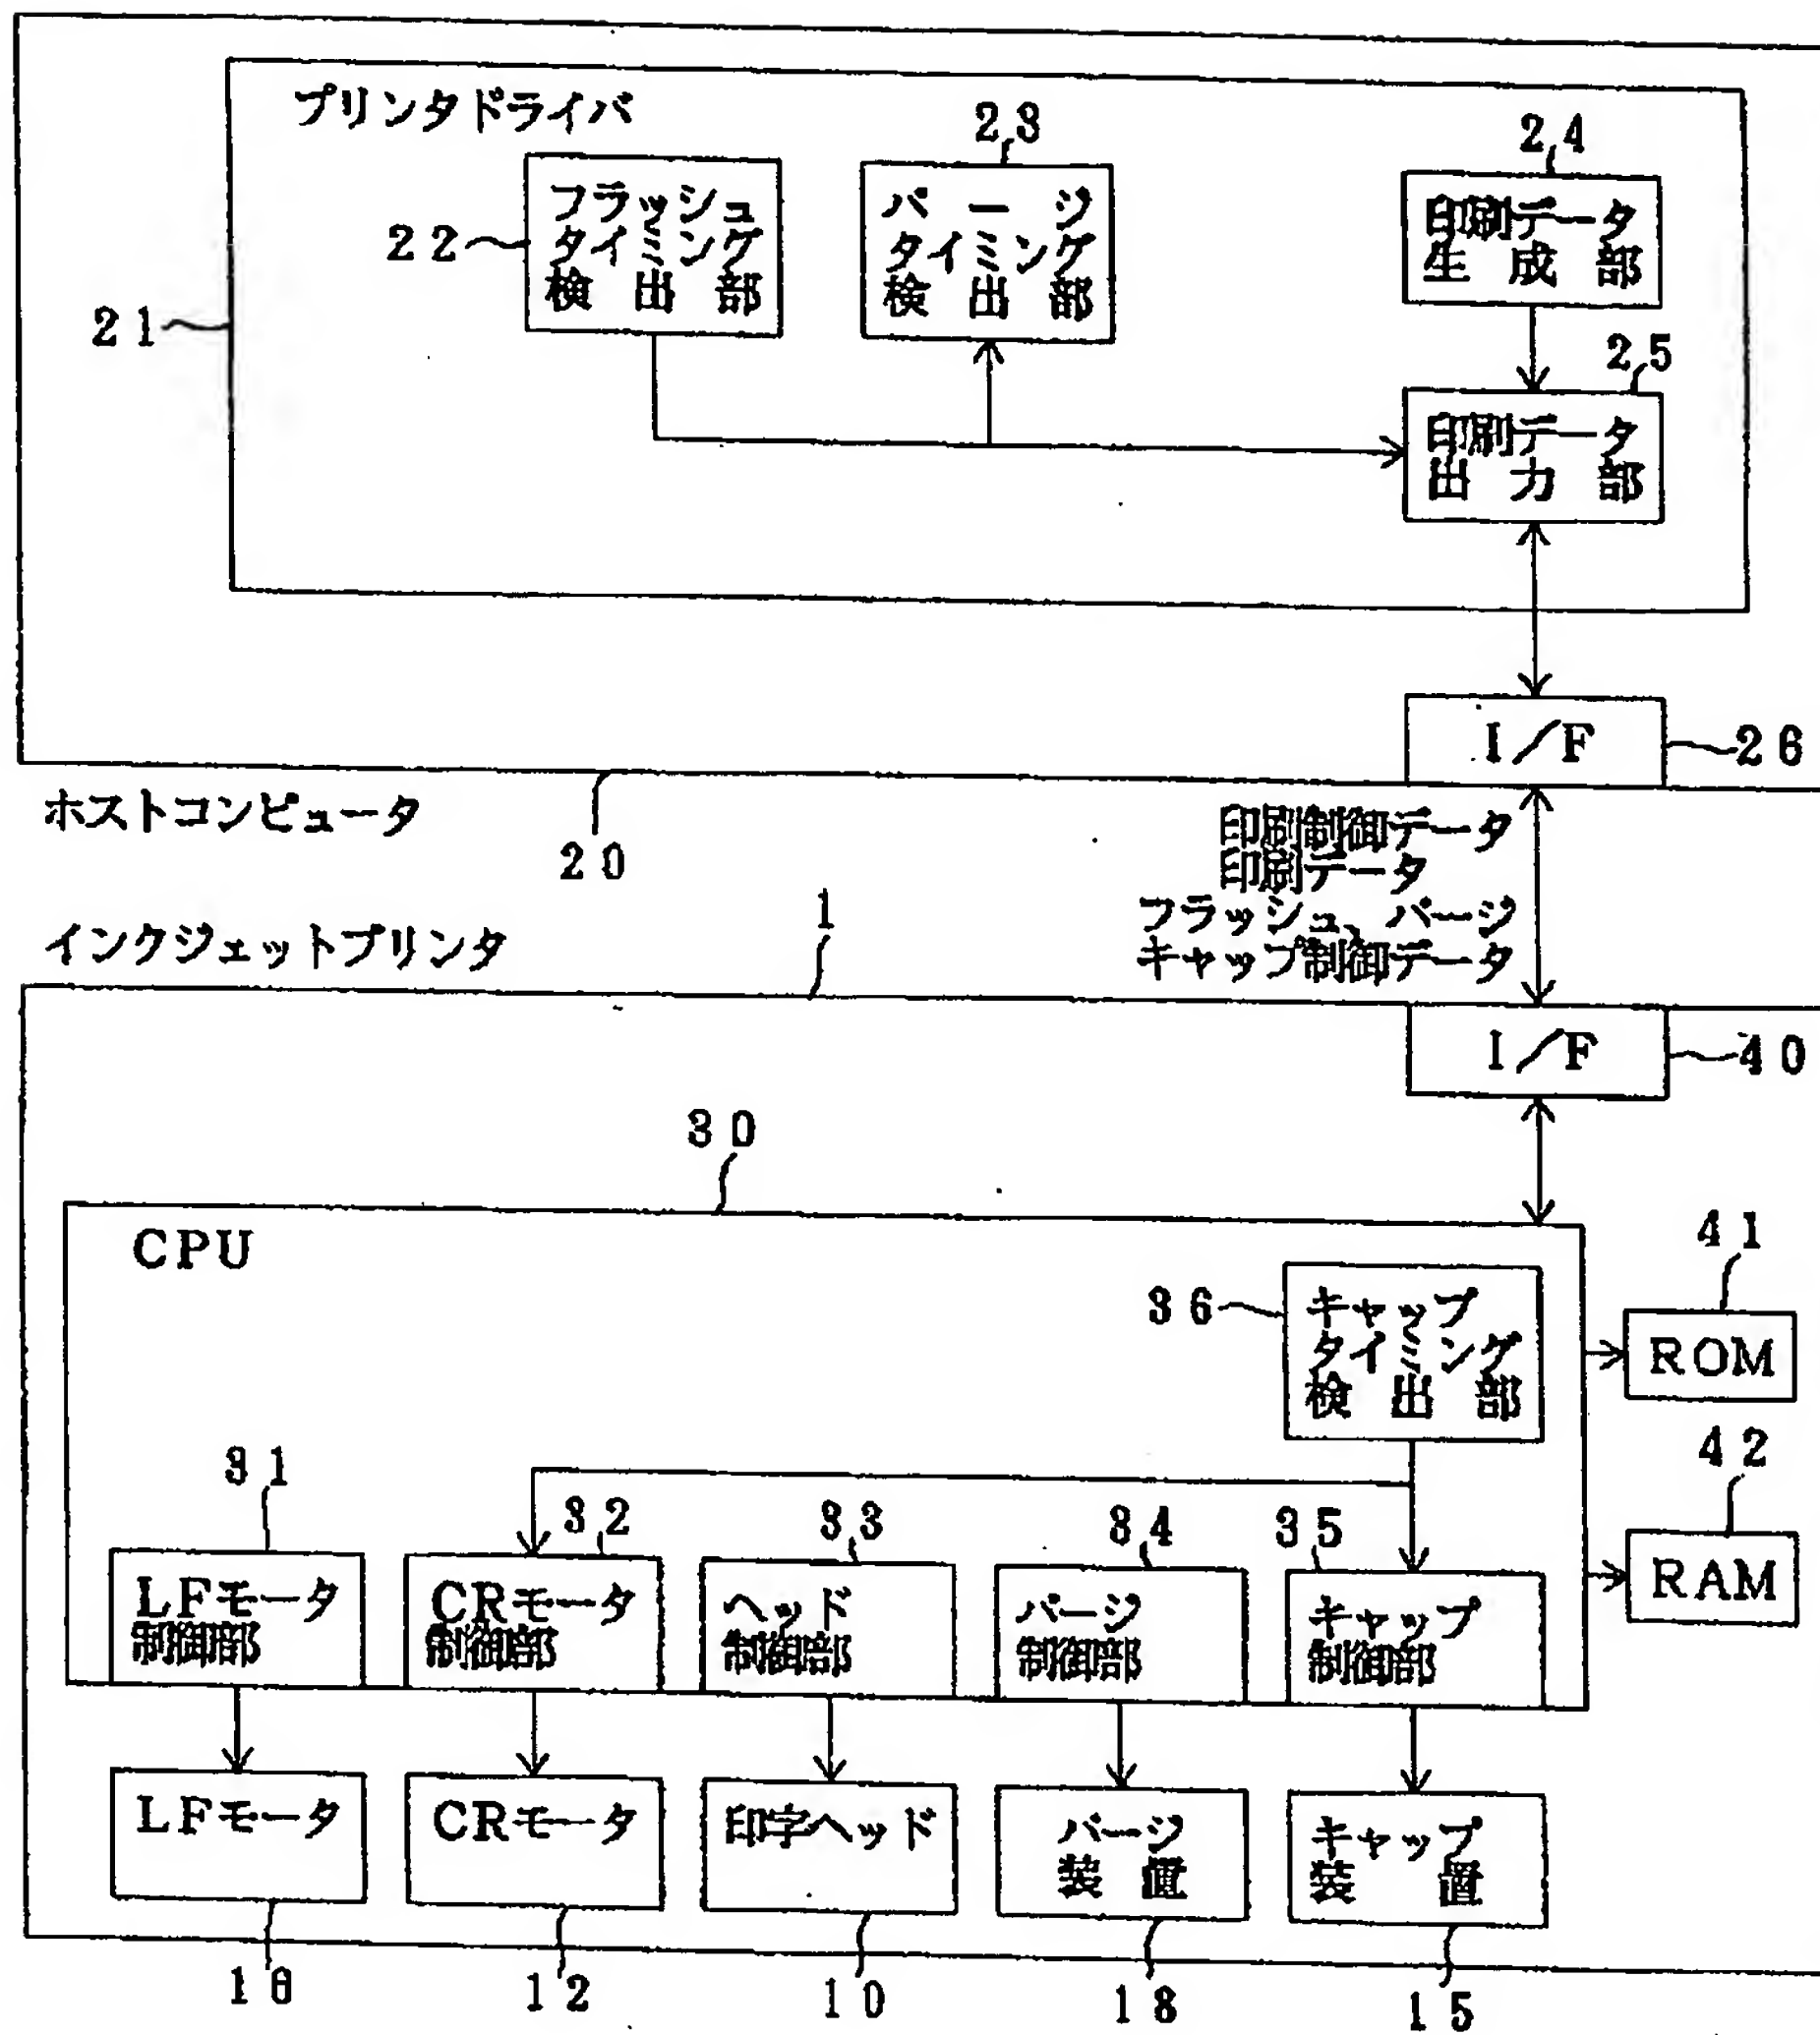 プリンタドライバ
23
24
フラッシュ
タイミング
検出部
22
パージ
タイミング
検出部
印刷データ
生成部
21
25
印刷データ
出力部
I/F
26
ホストコンピュータ
20
印刷制御データ
印刷データ
フラッシュ、パージ
キャップ制御データ
インクジェットプリンタ
1
I/F
40
30
CPU
41
36
キャップ
タイミング
検出部
ROM
42
RAM
31
32
33
34
35
LFモータ
制御部
CRモータ
制御部
ヘッド
制御部
パージ
制御部
キャップ
制御部
LFモータ
CRモータ
印字ヘッド
パージ
装置
キャップ
装置
12
10
18
15